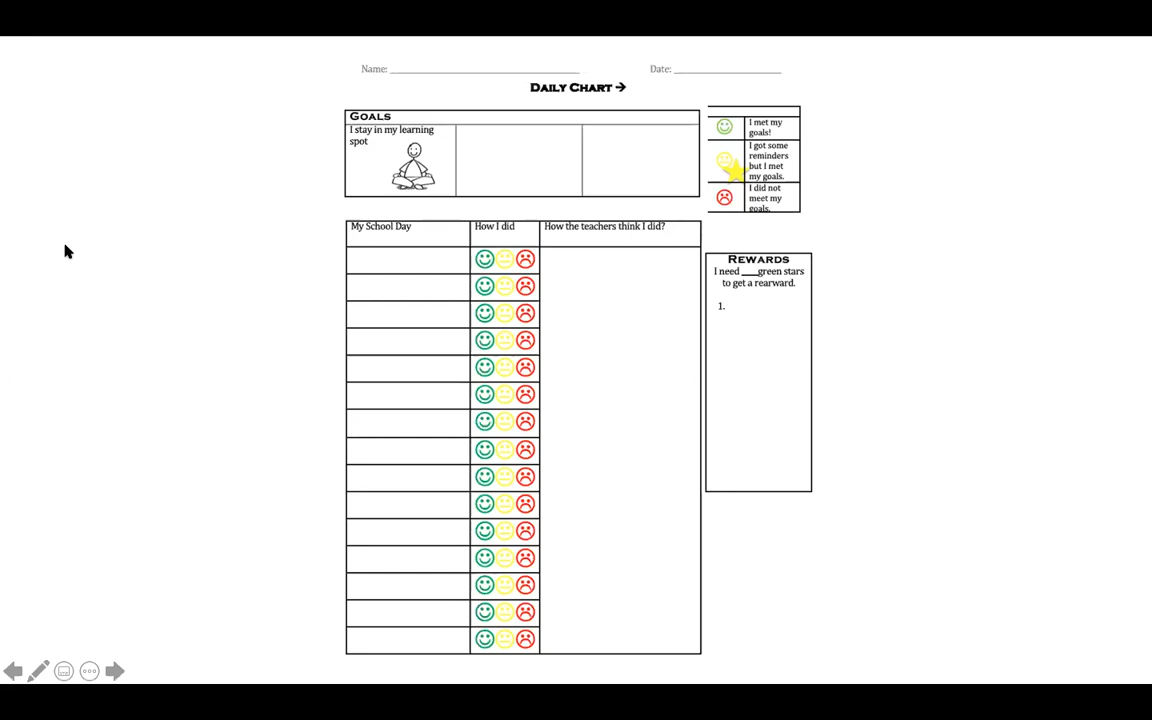 Name: ______________________ Date: ____________
DAILY CHART →
GOALS
I stay in my learning
spot
I met my
goals!
I got some
reminders
but I met
my goals.
I did not
meet my
goals.
My School Day
How I did
How the teachers think I did?
REWARDS
I need ___green stars
to get a rearward.
1.